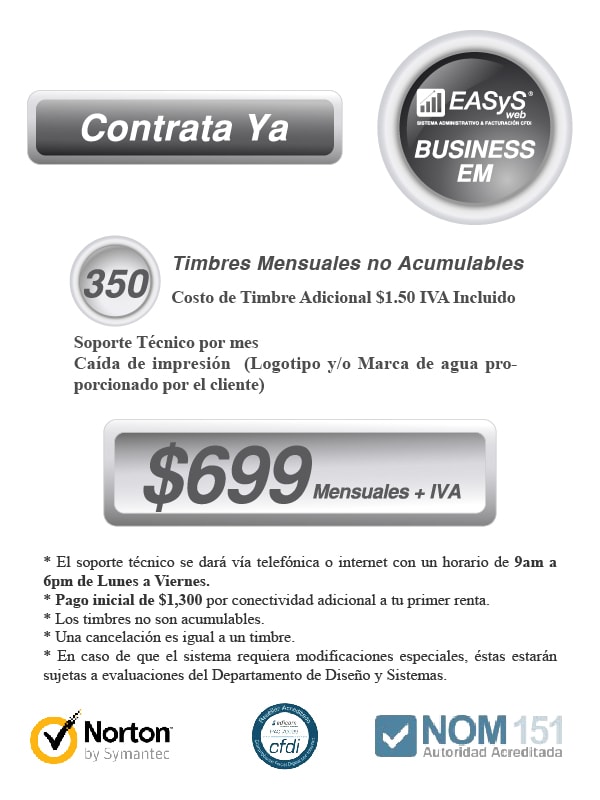 EASyS®
web
SISTEMA ADMINISTRATIVO & FACTURACIÓN CFDI
BUSINESS
EM
Contrata Ya
350
Timbres Mensuales no Acumulables
Costo de Timbre Adicional $1.50 IVA Incluido
Soporte Técnico por mes
Caída de impresión (Logotipo y/o Marca de agua pro-
porcionado por el cliente)
$699 Mensuales + IVA
* El soporte técnico se dará vía telefónica o internet con un horario de 9am a
6pm de Lunes a Viernes.
* Pago inicial de $1,300 por conectividad adicional a tu primer renta.
* Los timbres no son acumulables.
* Una cancelación es igual a un timbre.
* En caso de que el sistema requiera modificaciones especiales, éstas estarán
sujetas a evaluaciones del Departamento de Diseño y Sistemas.
Norton™
by Symantec
cfdi
NOM 151
Autoridad Acreditada